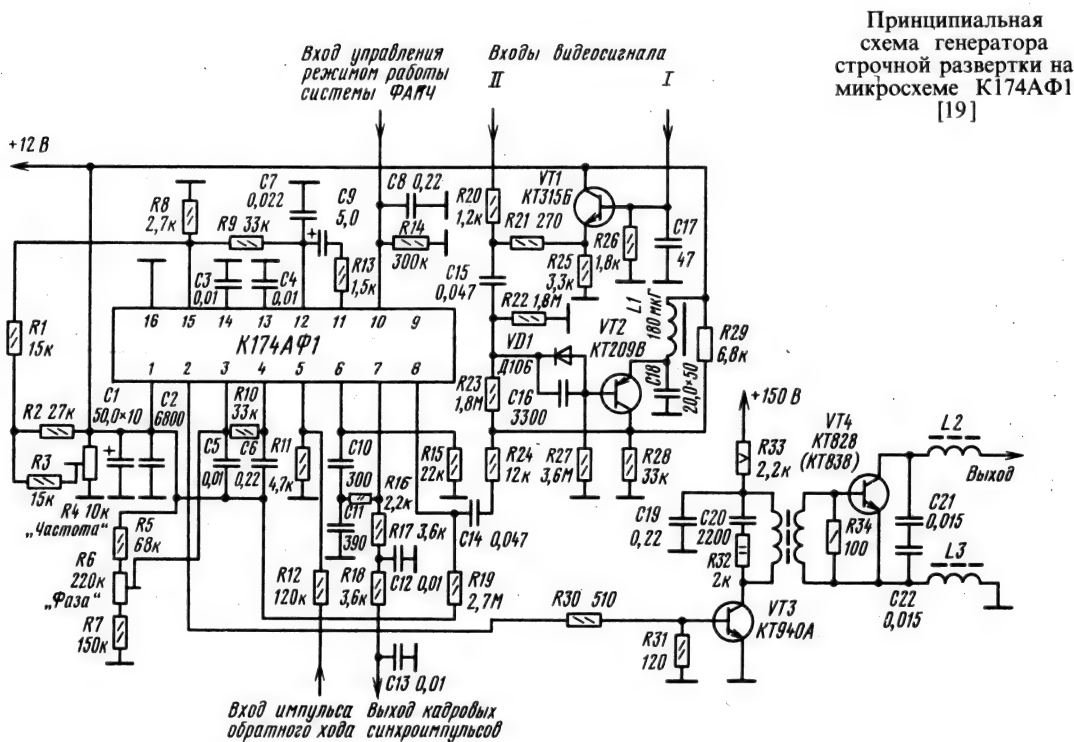 Принципиальная
схема генератора
строчной развертки на
микросхеме К174АФ1
[19]
Вход управления
режимом работы
системы ФАПЧ
Входы видеосигнала
II
I
+12 В
R8
2,7к
C7
0,022
R9 33к
C9
5,0
+
C8 0,22
R14
300к
R13
1,5к
C3
0,01
C4
0,01
R20
1,2к
R21 270
VT1
КТ315Б
R26
1,8к
C17
47
R25
3,3к
C15
0,047
R22 1,8М
L1
180 мкГ
R29
6,8к
VD1
Д106
VT2
КТ209В
R23
1,8М
C16
3300
C18
20,0×50
R1
15к
16 15 14 13 12 11 10 9
К174АФ1
1 2 3 4 5 6 7 8
R2 27к
C1
50,0×10
+
C2
6800
R3
15к
R4 10к
„Частота“
R10
33к
C5
0,01
C6
0,22
R11
4,7к
C10
300
R15
22к
R16
2,2к
C11
390
R24
12к
R27
3,6М
R28
33к
C14 0,047
R5
68к
R6
220к
„Фаза“
R7
150к
R12
120к
R17 3,6к
C12 0,01
R18
3,6к
R19
2,7М
C13 0,01
+150 В
R33
2,2к
VT4
КТ828
(КТ838)
L2
Выход
C19
0,22
C20
2200
R32
2к
R34
100
C21
0,015
L3
C22
0,015
R30 510
VT3
КТ940А
R31
120
Вход импульса
обратного хода
Выход кадровых
синхроимпульсов